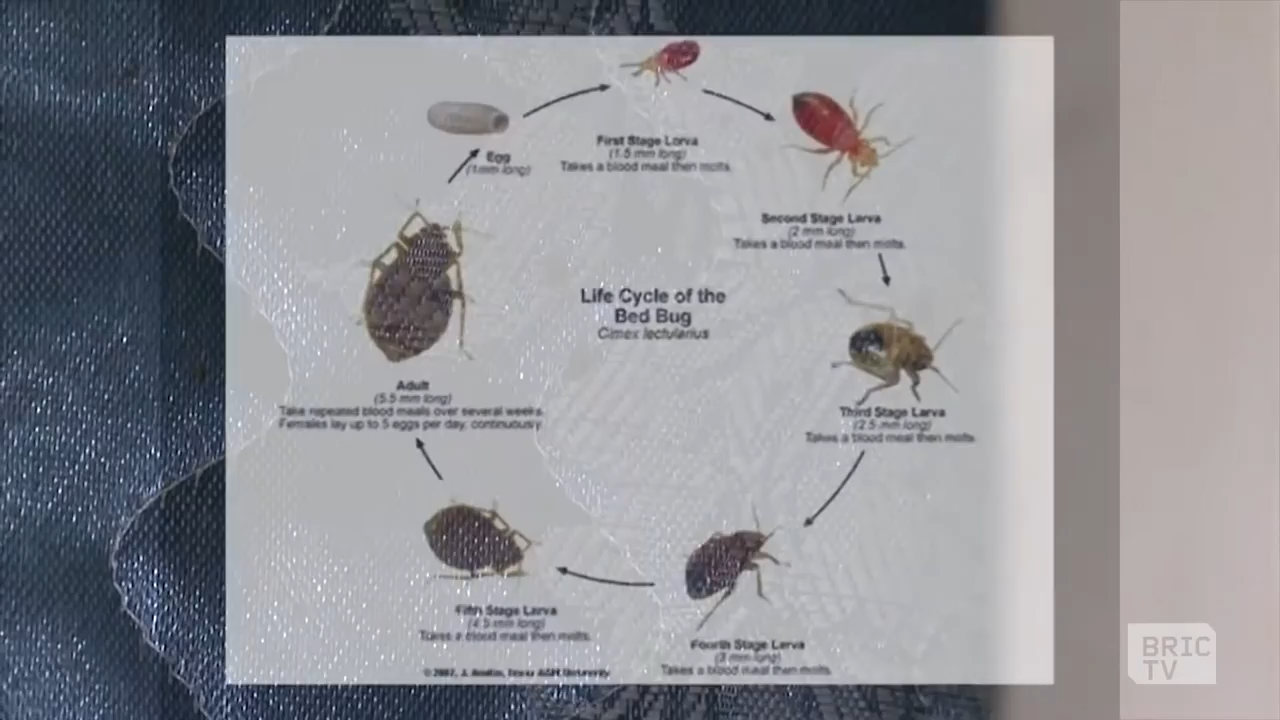 Egg
(1mm long)
First Stage Larva
(1.5 mm long)
Takes a blood meal then molts.
Second Stage Larva
(2 mm long)
Takes a blood meal then molts.
Life Cycle of the
Bed Bug
Cimex lectularius
Third Stage Larva
(2.5 mm long)
Takes a blood meal then molts.
Adult
(5.5 mm long)
Take repeated blood meals over several weeks.
Females lay up to 5 eggs per day, continuously.
Fifth Stage Larva
(4.5 mm long)
Takes a blood meal then molts.
Fourth Stage Larva
(3 mm long)
Takes a blood meal then molts.
Texas A&M University
BRIC
TV